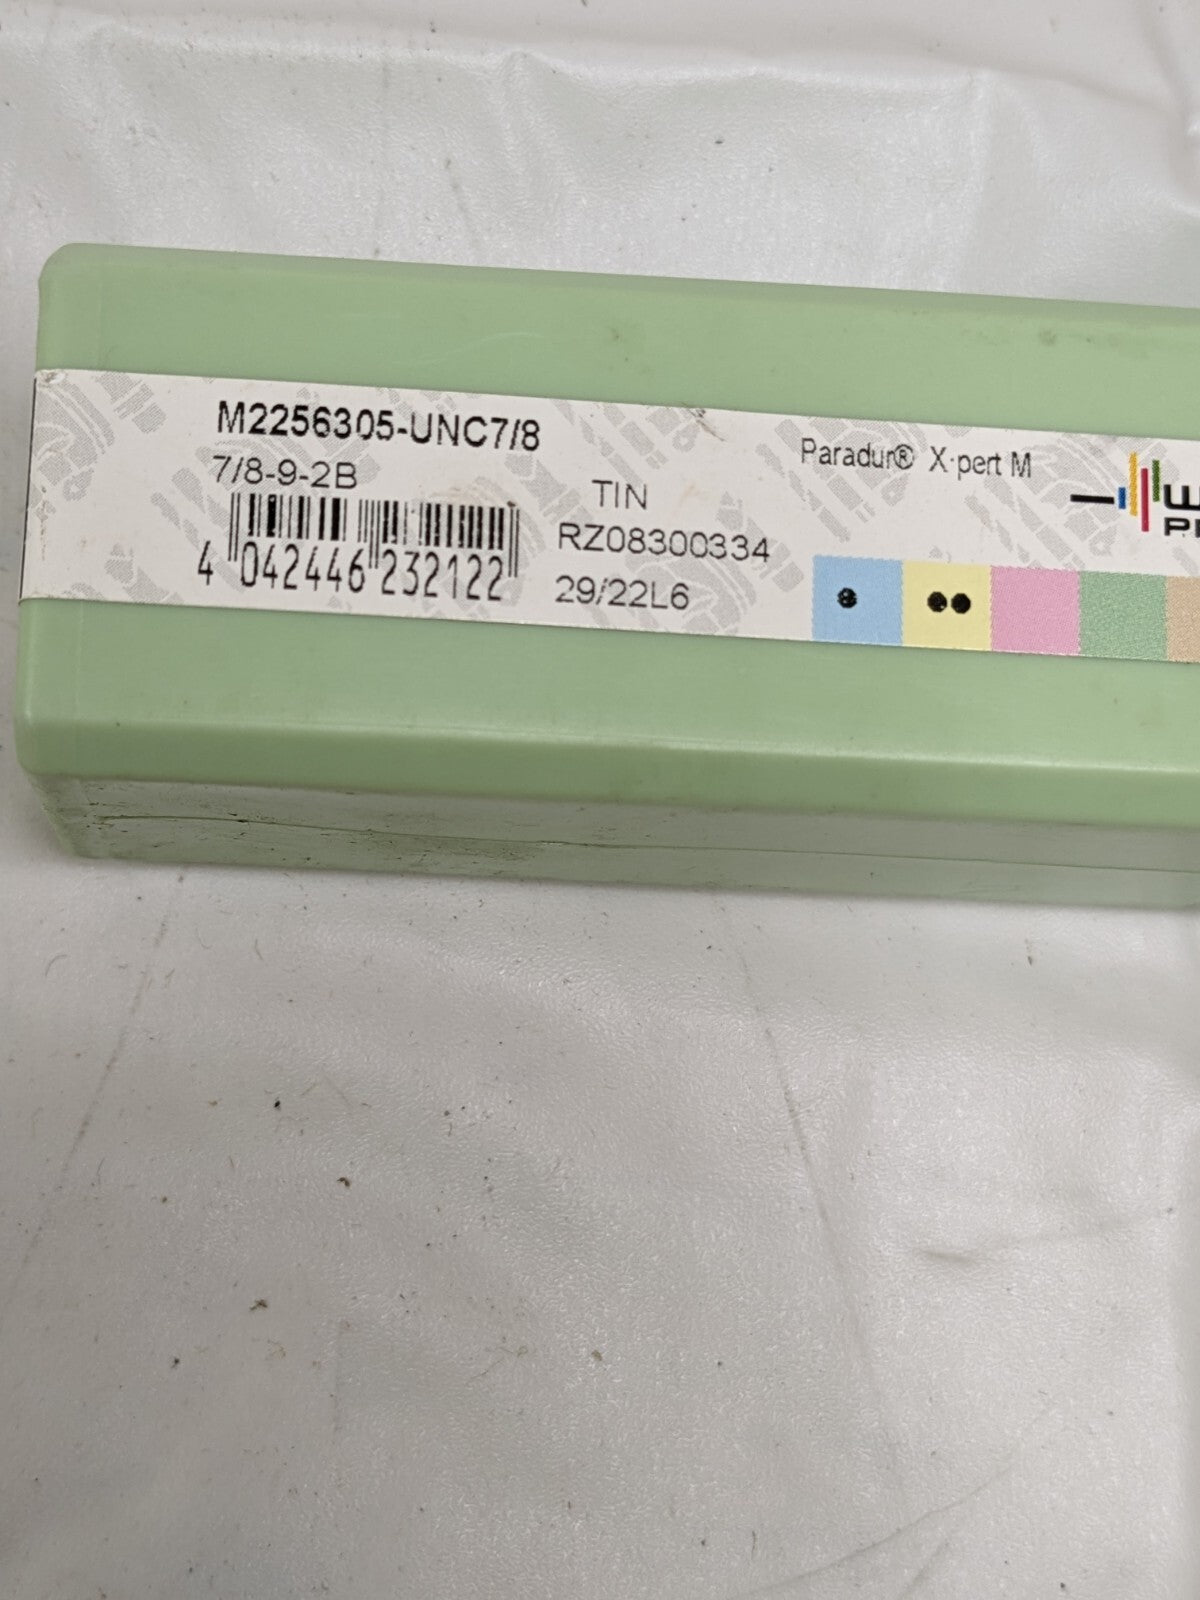 M2256305-UNC7/8
7/8-9-2B
4 042446 232122
TIN
RZ08300334
29/22L6
Paradur® X·pert M